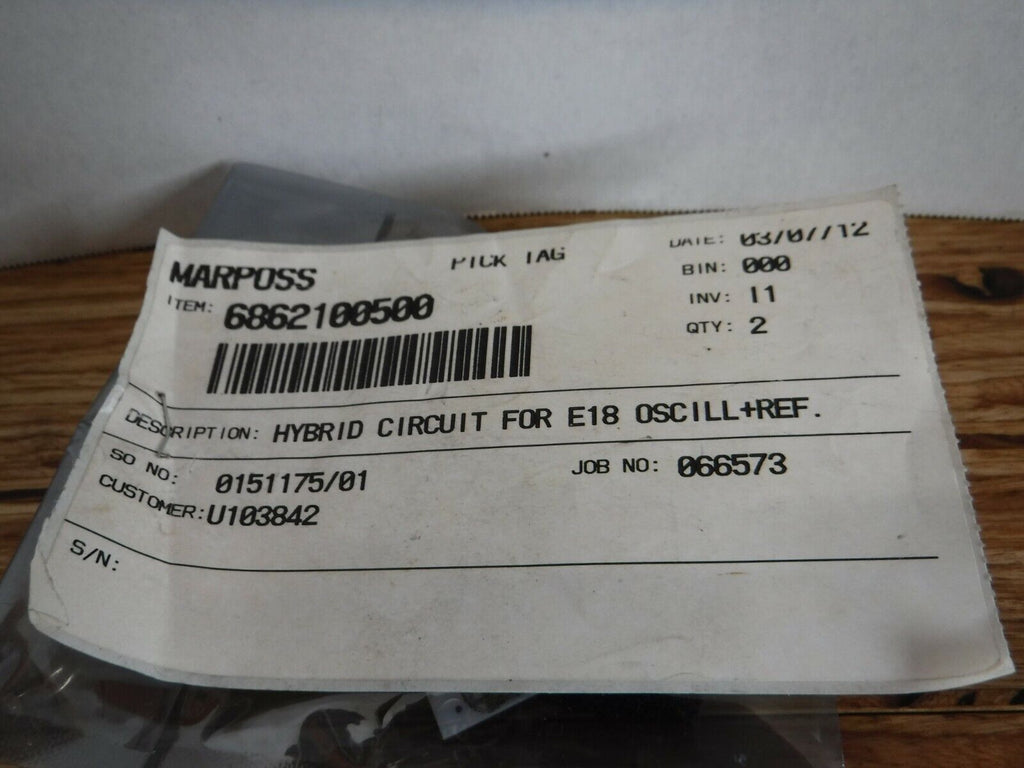 MARPOSS PICK TAG DATE: 03/07/12
ITEM: 6862100500 BIN: 000
INV: I1
QTY: 2
DESCRIPTION: HYBRID CIRCUIT FOR E18 OSCILL+REF.
SO NO: 0151175/01 JOB NO: 066573
CUSTOMER: U103842
S/N: